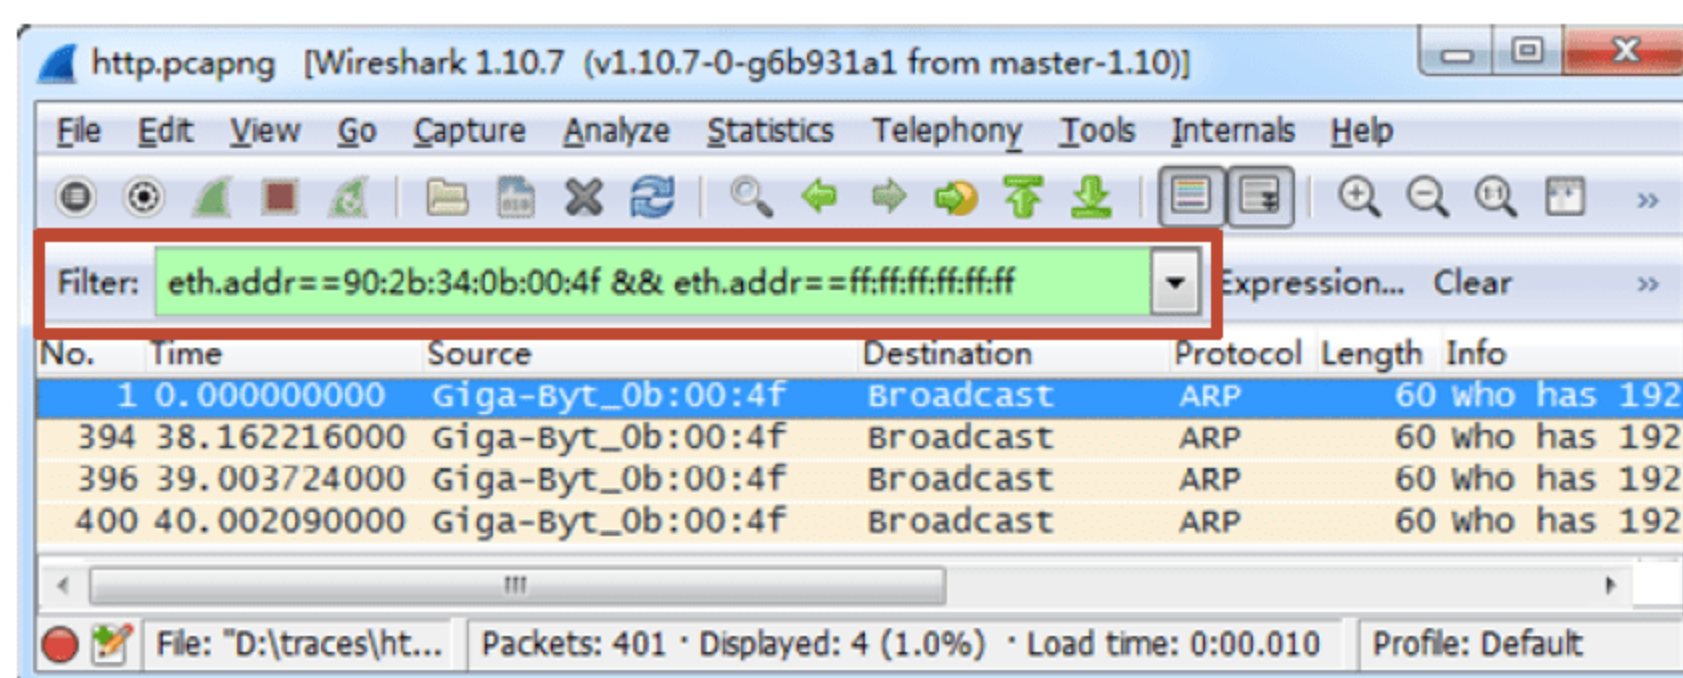 http.pcapng [Wireshark 1.10.7 (v1.10.7-0-g6b931a1 from master-1.10)]
File Edit View Go Capture Analyze Statistics Telephony Tools Internals Help
Filter: eth.addr==90:2b:34:0b:00:4f && eth.addr==ff:ff:ff:ff:ff:ff Expression... Clear »
No. Time Source Destination Protocol Length Info
1 0.000000000 Giga-Byt_0b:00:4f Broadcast ARP 60 Who has 192
394 38.162216000 Giga-Byt_0b:00:4f Broadcast ARP 60 Who has 192
396 39.003724000 Giga-Byt_0b:00:4f Broadcast ARP 60 Who has 192
400 40.002090000 Giga-Byt_0b:00:4f Broadcast ARP 60 Who has 192
File: "D:\traces\ht... Packets: 401 · Displayed: 4 (1.0%) · Load time: 0:00.010 Profile: Default